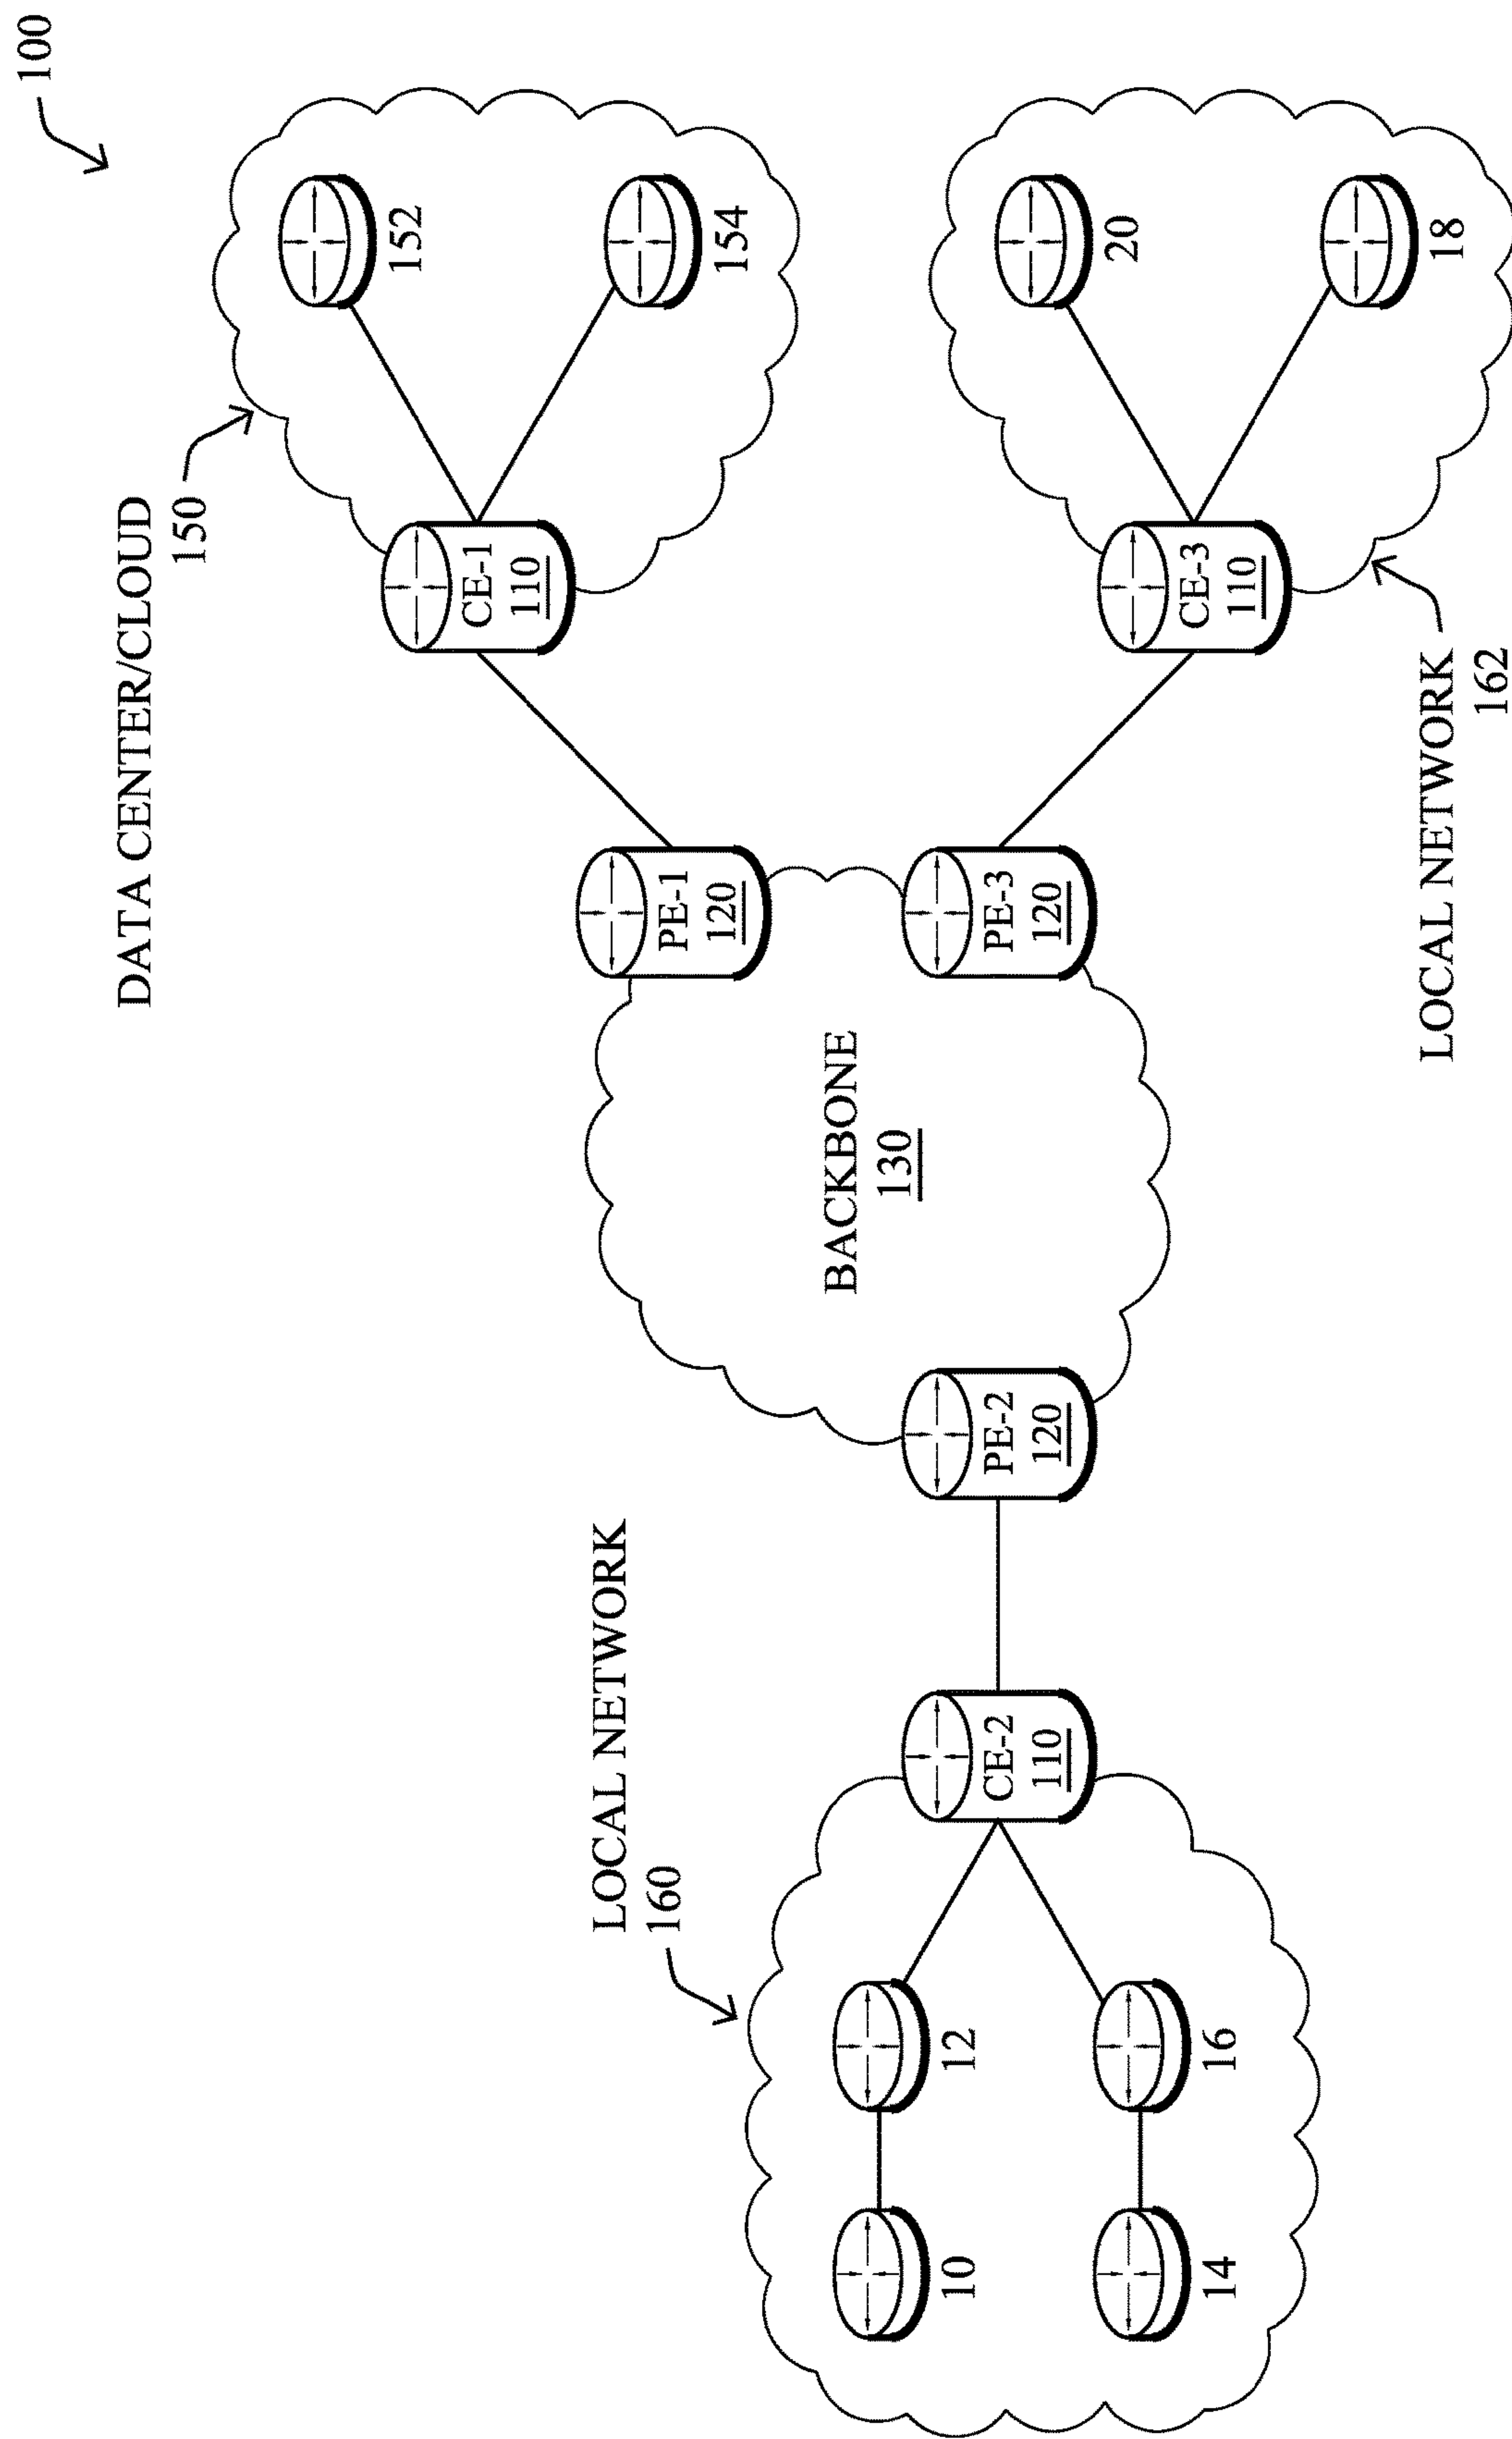 100
DATA CENTER/CLOUD
150
152
154
CE-1
110
PE-1
120
BACKBONE
130
LOCAL NETWORK
160
10
12
14
16
CE-2
110
PE-2
120
PE-3
120
CE-3
110
20
18
LOCAL NETWORK
162